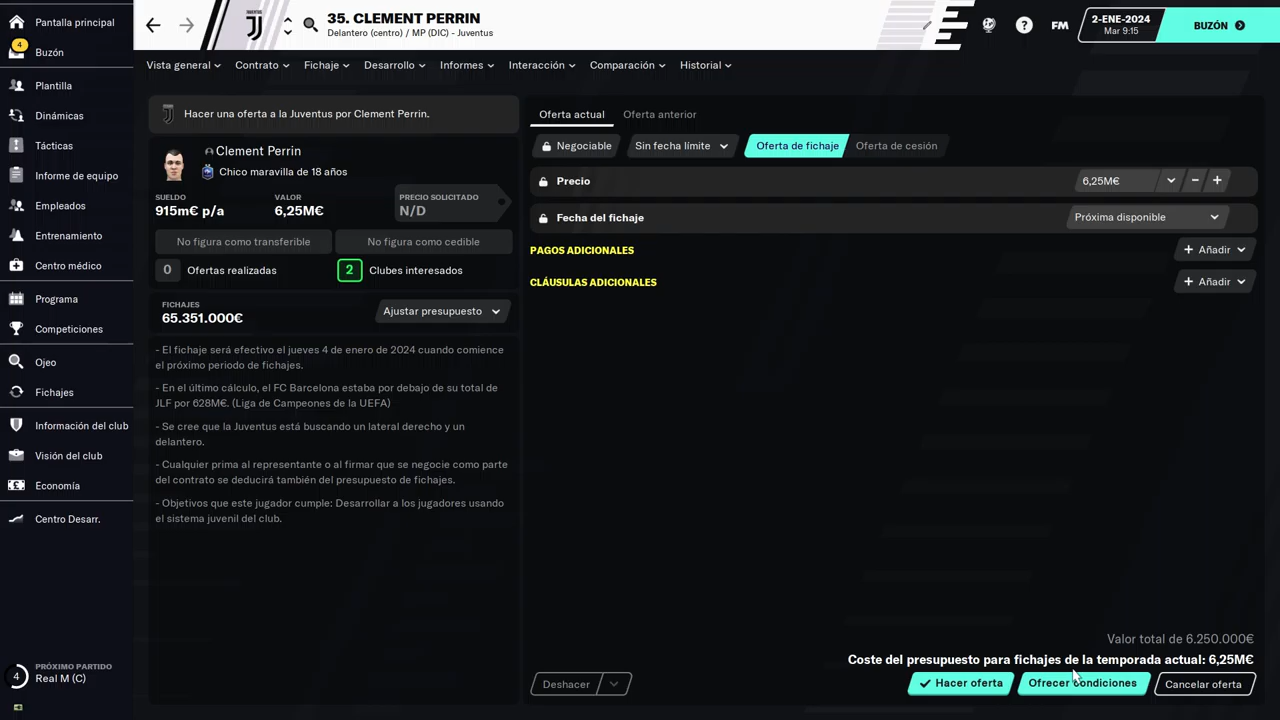 Pantalla principal
4
Buzón
Plantilla
Dinámicas
Tácticas
Informe de equipo
Empleados
Entrenamiento
Centro médico
Programa
Competiciones
Ojeo
Fichajes
Información del club
Visión del club
Economía
Centro Desarr.
4
PRÓXIMO PARTIDO
Real M (C)
35. CLEMENT PERRIN
Delantero (centro) / MP (DIC) - Juventus
?
FM
2-ENE-2024
Mar 9:15
BUZÓN
Vista general
Contrato
Fichaje
Desarrollo
Informes
Interacción
Comparación
Historial
Hacer una oferta a la Juventus por Clement Perrin.
Clement Perrin
Chico maravilla de 18 años
SUELDO
915m€ p/a
VALOR
6,25M€
PRECIO SOLICITADO
N/D
No figura como transferible
No figura como cedible
0 Ofertas realizadas
2 Clubes interesados
FICHAJES
65.351.000€
Ajustar presupuesto
- El fichaje será efectivo el jueves 4 de enero de 2024 cuando comience
el próximo periodo de fichajes.
- En el último cálculo, el FC Barcelona estaba por debajo de su total de
JLF por 628M€. (Liga de Campeones de la UEFA)
- Se cree que la Juventus está buscando un lateral derecho y un
delantero.
- Cualquier prima al representante o al firmar que se negocie como parte
del contrato se deducirá también del presupuesto de fichajes.
- Objetivos que este jugador cumple: Desarrollar a los jugadores usando
el sistema juvenil del club.
Oferta actual
Oferta anterior
Negociable
Sin fecha límite
Oferta de fichaje
Oferta de cesión
Precio
6,25M€
Fecha del fichaje
Próxima disponible
PAGOS ADICIONALES
+ Añadir
CLÁUSULAS ADICIONALES
+ Añadir
Valor total de 6.250.000€
Coste del presupuesto para fichajes de la temporada actual: 6,25M€
Deshacer
Hacer oferta
Ofrecer condiciones
Cancelar oferta